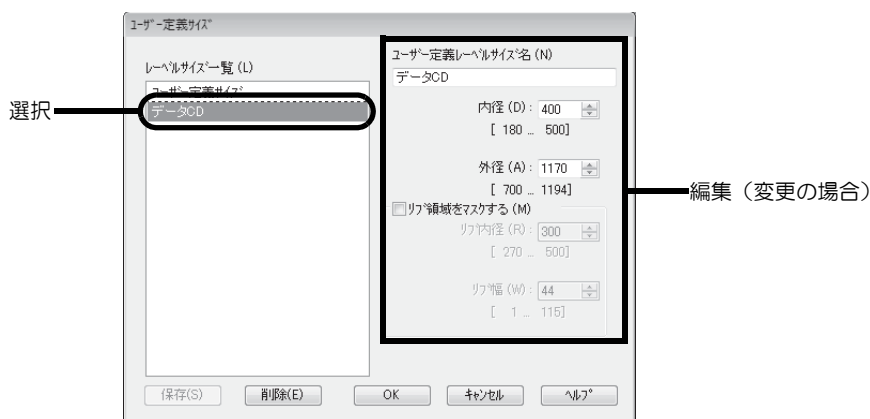 ユーザー定義サイズ
レーベルサイズ一覧 (L)
ユーザー定義サイズ
データCD
選択
ユーザー定義レーベルサイズ名 (N)
データCD
内径 (D) : 400
[ 180 ... 500]
外径 (A) : 1170
[ 700 ... 1194]
リブ領域をマスクする (M)
リブ内径 (R) : 300
[ 270 ... 500]
リブ幅 (W) : 44
[ 1 ... 115]
編集（変更の場合）
保存(S) 削除(E) OK キャンセル ヘルプ